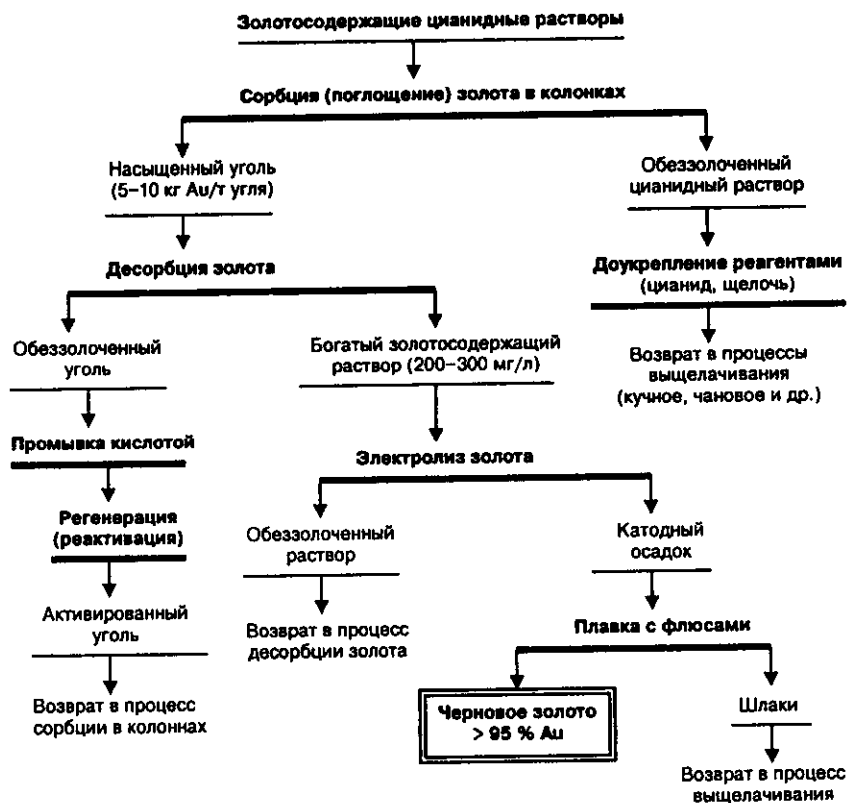 Золотосодержащие цианидные растворы
Сорбция (поглощение) золота в колонках
Насыщенный уголь
(5–10 кг Au/т угля)
Обеззолоченный
цианидный раствор
Десорбция золота
Доукрепление реагентами
(цианид, щелочь)
Обеззолоченный
уголь
Богатый золотосодержащий
раствор (200–300 мг/л)
Возврат в процессы
выщелачивания
(кучное, чановое и др.)
Промывка кислотой
Электролиз золота
Регенерация
(реактивация)
Обеззолоченный
раствор
Катодный
осадок
Активированный
уголь
Возврат в процесс
десорбции золота
Плавка с флюсами
Возврат в процесс
сорбции в колоннах
Черновое золото
> 95 % Au
Шлаки
Возврат в процесс
выщелачивания